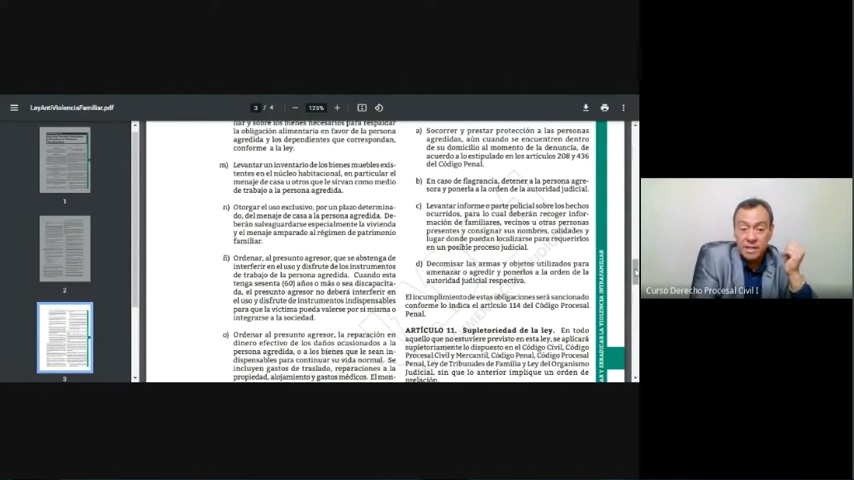 LeyAntiViolenciaFamiliar.pdf
3 / 4
125%
1
2
3
liar y sobre los bienes necesarios para respaldar
la obligación alimentaria en favor de la persona
agredida y los dependientes que correspondan,
conforme a la ley.
m) Levantar un inventario de los bienes muebles exis-
tentes en el núcleo habitacional, en particular el
menaje de casa u otros que le sirvan como medio
de trabajo a la persona agredida.
n) Otorgar el uso exclusivo, por un plazo determina-
do, del menaje de casa a la persona agredida. De-
berán salvaguardarse especialmente la vivienda
y el menaje amparado al régimen de patrimonio
familiar.
ñ) Ordenar, al presunto agresor, que se abstenga de
interferir en el uso y disfrute de los instrumentos
de trabajo de la persona agredida. Cuando esta
tenga sesenta (60) años o más o sea discapacita-
da, el presunto agresor no deberá interferir en
el uso y disfrute de instrumentos indispensables
para que la víctima pueda valerse por si misma o
integrarse a la sociedad.
o) Ordenar al presunto agresor, la reparación en
dinero efectivo de los daños ocasionados a la
persona agredida, o a los bienes que le sean in-
dispensables para continuar su vida normal. Se
incluyen gastos de traslado, reparaciones a la
propiedad, alojamiento y gastos médicos. El mon-
a) Socorrer y prestar protección a las personas
agredidas, aún cuando se encuentren dentro
de su domicilio al momento de la denuncia, de
acuerdo a lo estipulado en los artículos 208 y 436
del Código Penal.
b) En caso de flagrancia, detener a la persona agre-
sora y ponerla a la orden de la autoridad judicial.
c) Levantar informe o parte policial sobre los hechos
ocurridos, para lo cual deberán recoger infor-
mación de familiares, vecinos u otras personas
presentes y consignar sus nombres, calidades y
lugar donde puedan localizarse para requerirlos
en un posible proceso judicial.
d) Decomisar las armas y objetos utilizados para
amenazar o agredir y ponerlos a la orden de la
autoridad judicial respectiva.
El incumplimiento de estas obligaciones será sancionado
conforme lo indica el artículo 114 del Código Procesal
Penal.
ARTÍCULO 11. Supletoriedad de la ley. En todo
aquello que no estuviere previsto en esta ley, se aplicará
supletoriamente lo dispuesto en el Código Civil, Código
Procesal Civil y Mercantil, Código Penal, Código Procesal
Penal, Ley de Tribunales de Familia y Ley del Organismo
Judicial, sin que lo anterior implique un orden de
prelación.
AR Y ERRADICAR LA VIOLENCIA INTRAFAMILIAR
Curso Derecho Procesal Civil I